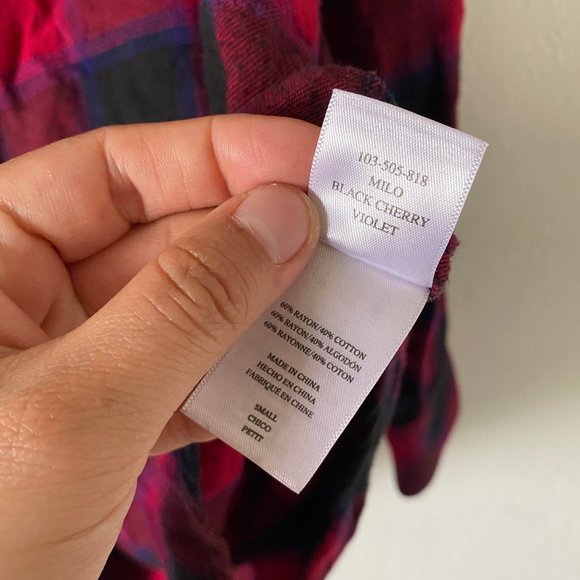 103-505-818
MILO
BLACK CHERRY
VIOLET
60% RAYON/40% COTTON
60% RAYON/40% ALGODÓN
60% RAYONNE/40% COTON
MADE IN CHINA
HECHO EN CHINA
FABRIQUÉ EN CHINE
SMALL
CHICO
PETIT